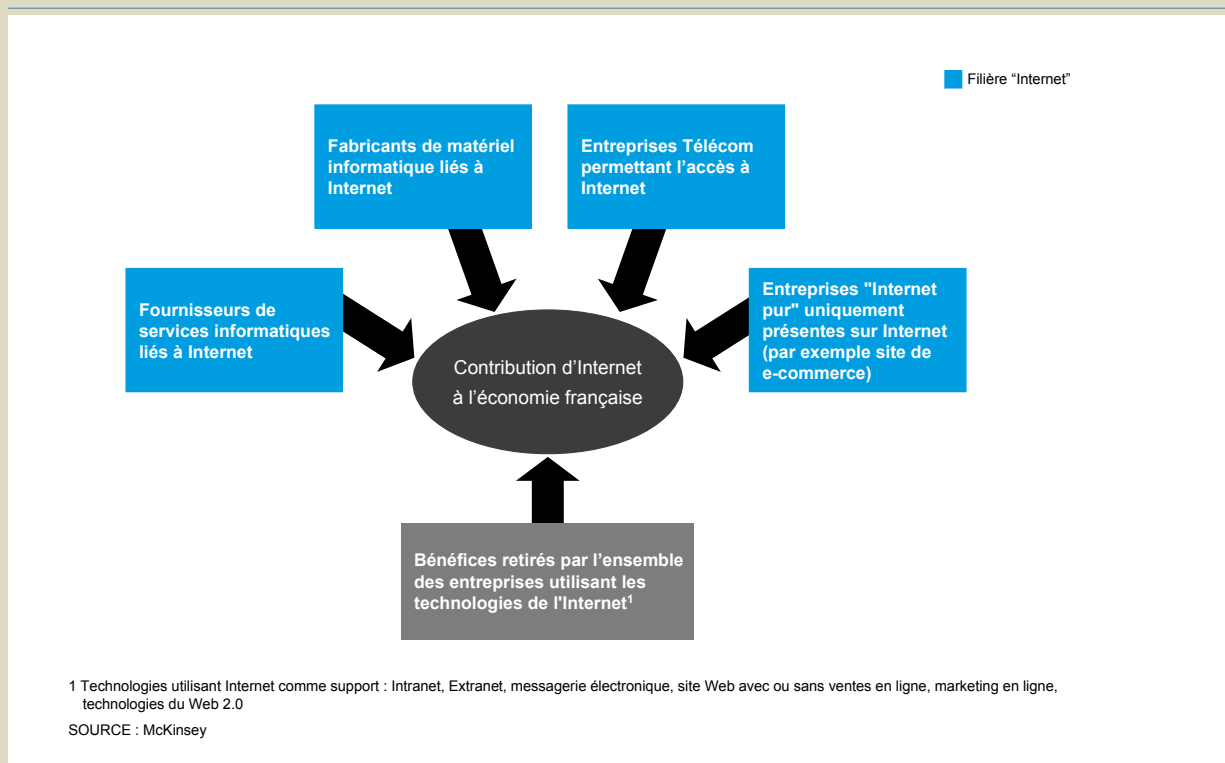 Filière “Internet”
Fabricants de matériel
informatique liés à
Internet
Entreprises Télécom
permettant l’accès à
Internet
Fournisseurs de
services informatiques
liés à Internet
Entreprises "Internet
pur" uniquement
présentes sur Internet
(par exemple site de
e-commerce)
Contribution d’Internet
à l’économie française
Bénéfices retirés par l’ensemble
des entreprises utilisant les
technologies de l'Internet¹
1 Technologies utilisant Internet comme support : Intranet, Extranet, messagerie électronique, site Web avec ou sans ventes en ligne, marketing en ligne,
technologies du Web 2.0
SOURCE : McKinsey